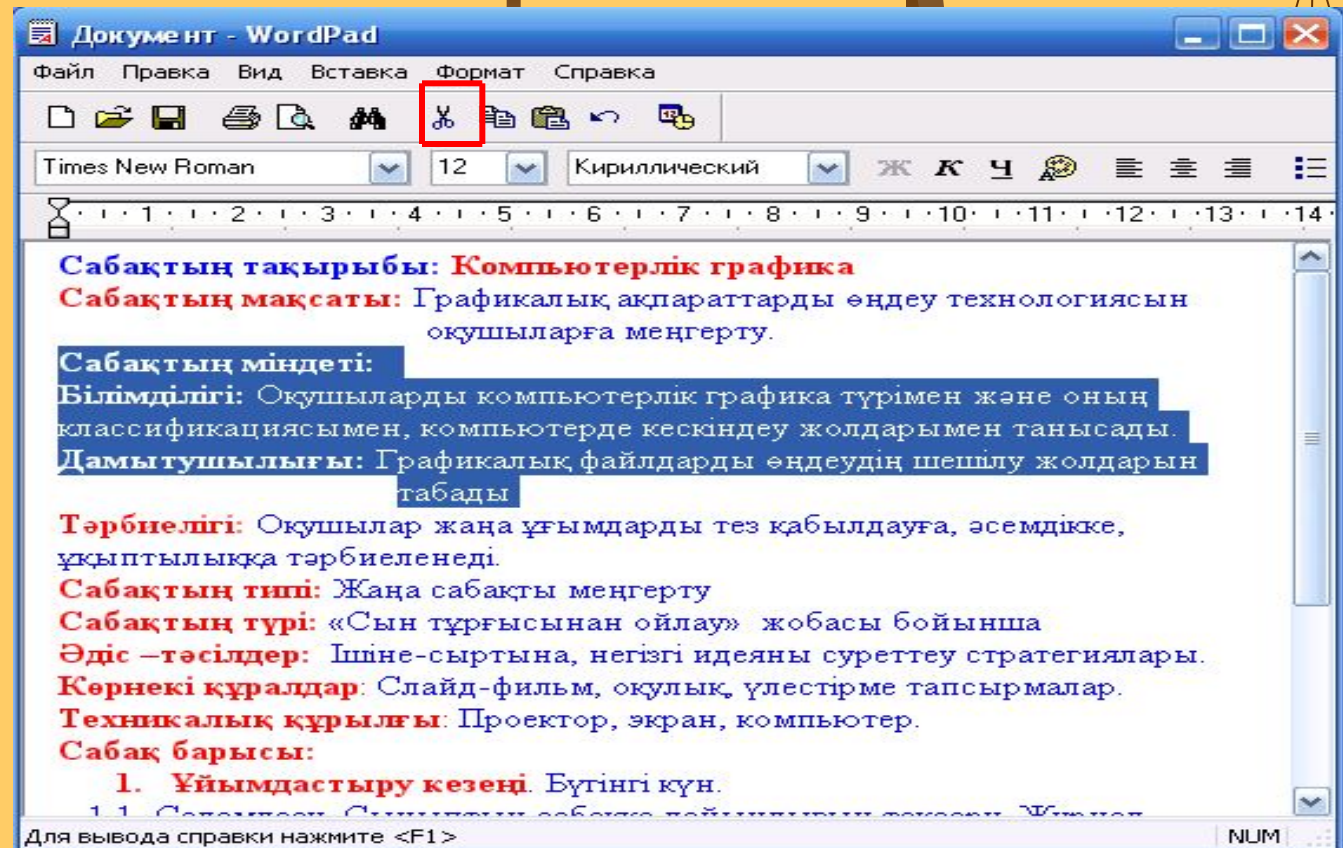 Документ - WordPad
Файл Правка Вид Вставка Формат Справка
Times New Roman 12 Кириллический Ж К Ч
1 2 3 4 5 6 7 8 9 10 11 12 13 14
Сабақтың тақырыбы: Компьютерлік графика
Сабақтың мақсаты: Графикалық ақпараттарды өңдеу технологиясын
оқушыларға меңгерту.
Сабақтың міндеті:
Білімділігі: Оқушыларды компьютерлік графика түрімен және оның
классификациясымен, компьютерде кескіндеу жолдарымен танысады.
Дамытушылығы: Графикалық файлдарды өңдеудің шешілу жолдарын
табады
Тәрбиелігі: Оқушылар жаңа ұғымдарды тез қабылдауға, әсемдікке,
ұқыптылыққа тәрбиеленеді.
Сабақтың типі: Жаңа сабақты меңгерту
Сабақтың түрі: «Сын тұрғысынан ойлау» жобасы бойынша
Әдіс –тәсілдер: Ішіне-сыртына, негізгі идеяны суреттеу стратегиялары.
Көрнекі құралдар: Слайд-фильм, оқулық, үлестірме тапсырмалар.
Техникалық құрылғы: Проектор, экран, компьютер.
Сабақ барысы:
1. Ұйымдастыру кезеңі. Бүгінгі күн.
Для вывода справки нажмите <F1> NUM